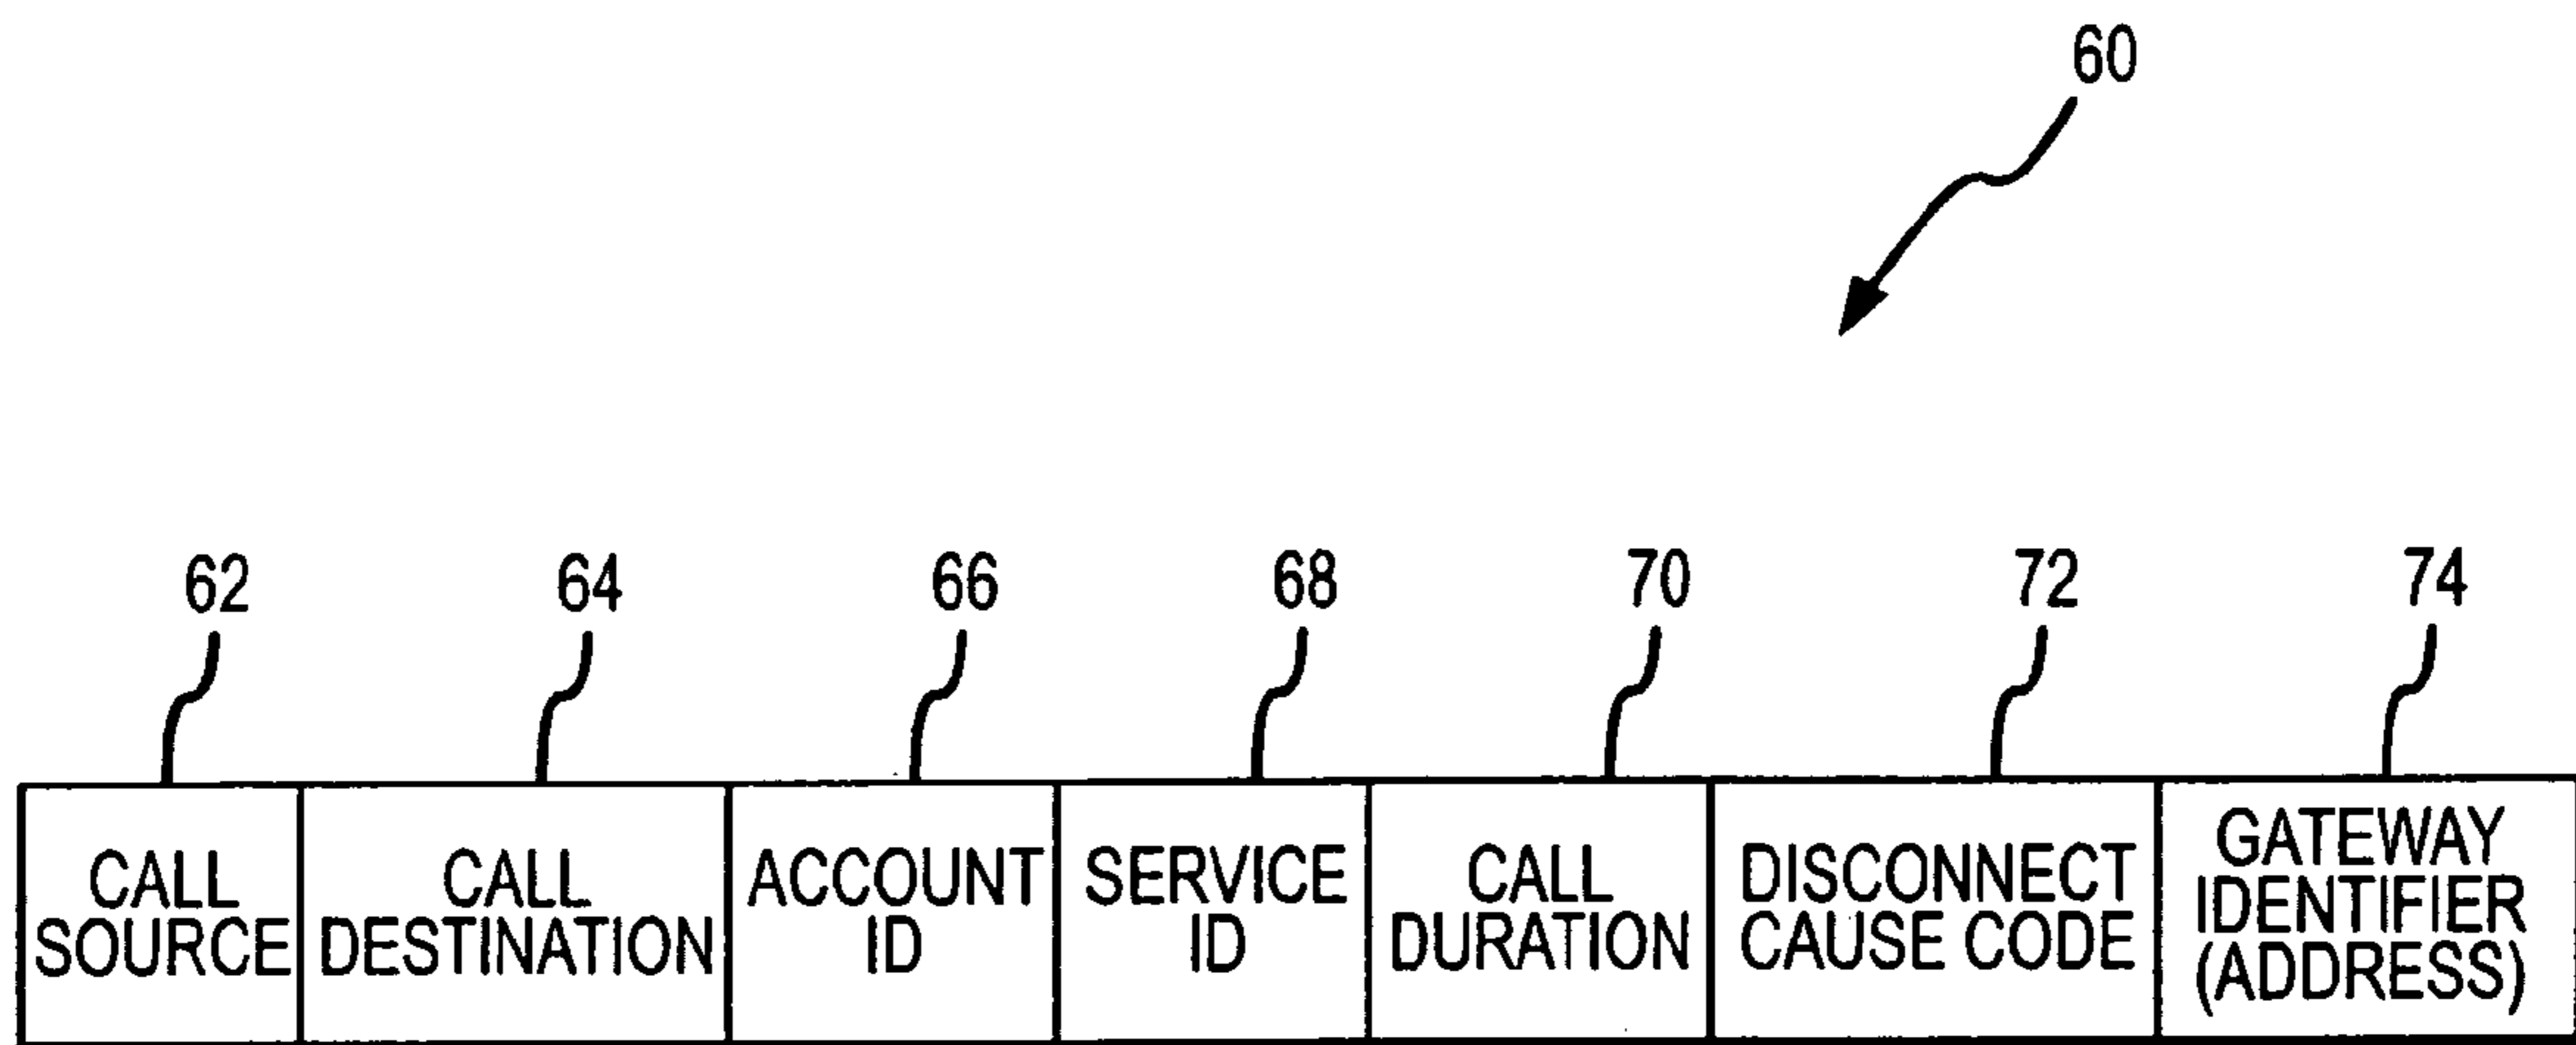 60
62 64 66 68 70 72 74
CALL SOURCE
CALL DESTINATION
ACCOUNT ID
SERVICE ID
CALL DURATION
DISCONNECT CAUSE CODE
GATEWAY IDENTIFIER (ADDRESS)